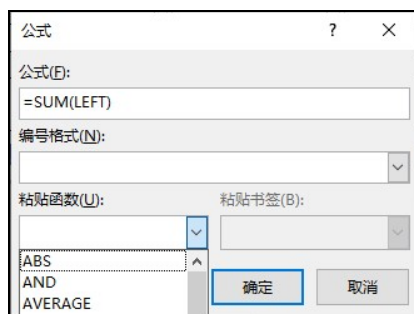 公式 ?
公式(F):
=SUM(LEFT)
编号格式(N):
粘贴函数(U): 粘贴书签(B):
ABS
AND
AVERAGE
确定 取消